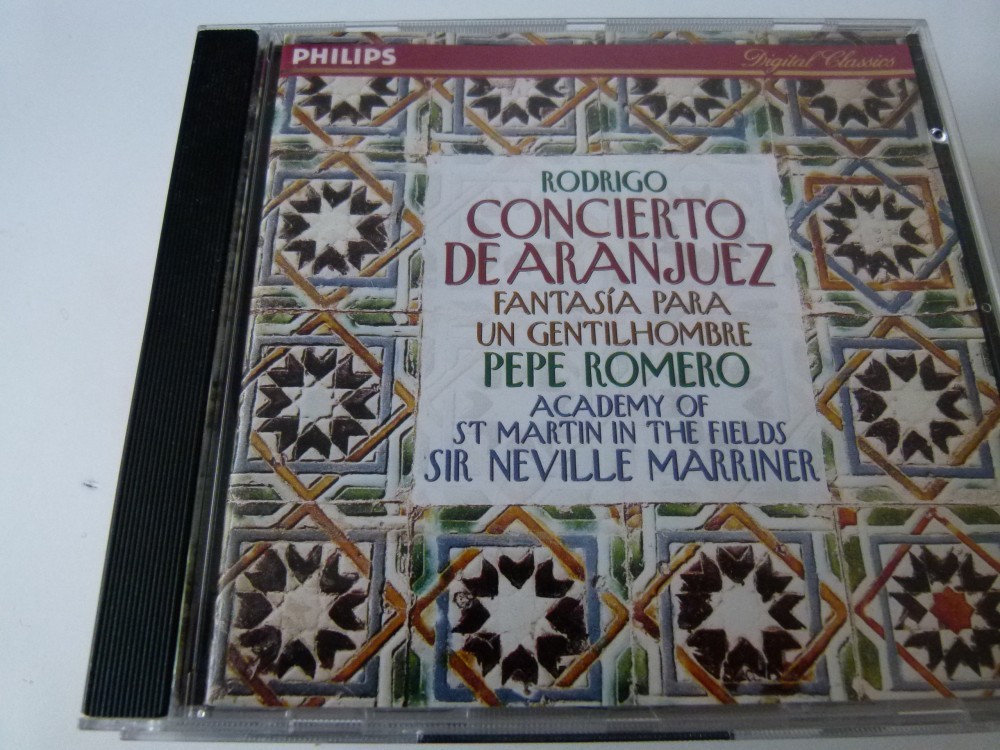 PHILIPS
Digital Classics
RODRIGO
CONCIERTO
DE ARANJUEZ
FANTASÍA PARA
UN GENTILHOMBRE
PEPE ROMERO
ACADEMY OF
ST MARTIN IN THE FIELDS
SIR NEVILLE MARRINER